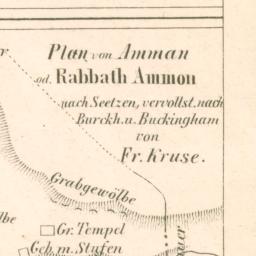 Plan von Amman
od. Rabbath Ammon
nach Seetzen, vervollst. nach
Burckh. u. Buckingham
von
Fr. Kruse.
Grabgewölbe
Gr. Tempel
Geb. m. Stufen